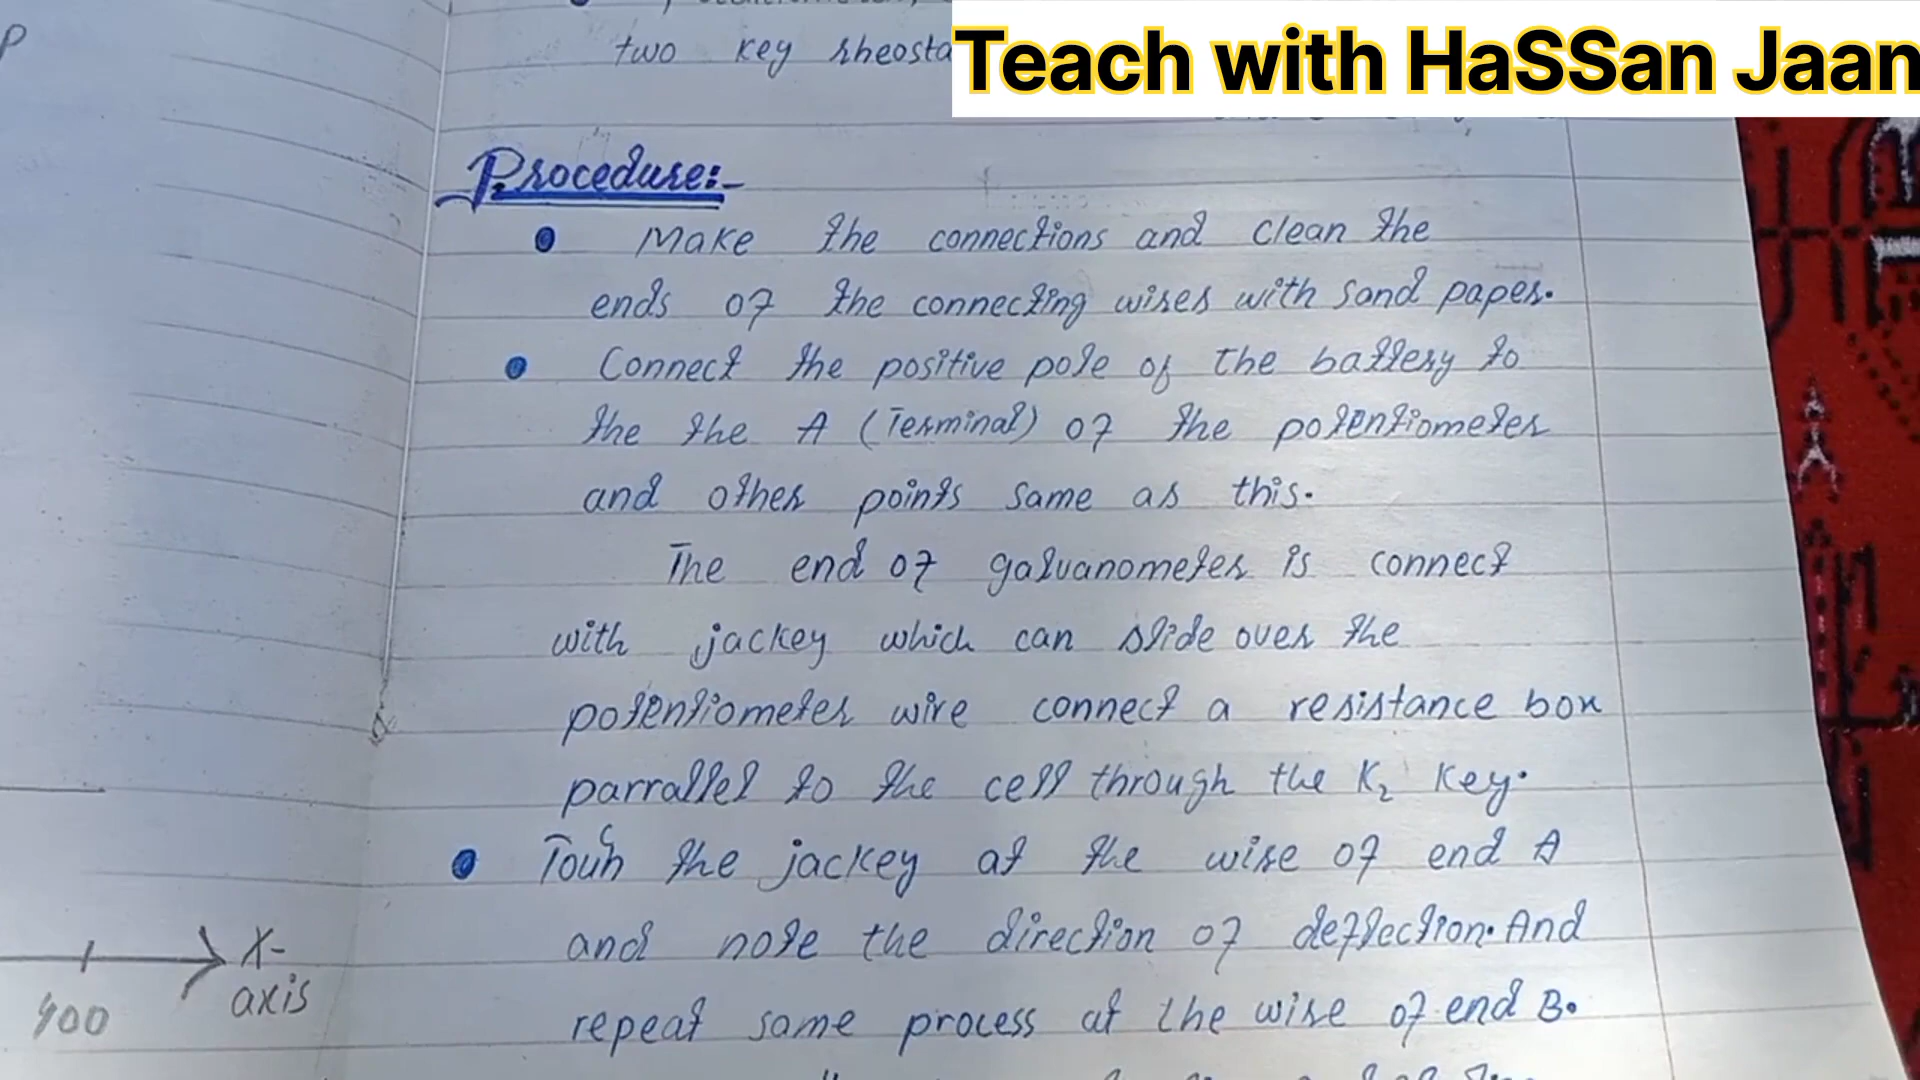 p
two key rheosta
Teach with HaSSan Jaan
Procedure:-
Make the connections and clean the
ends of the connecting wires with sand paper.
Connect the positive pole of the battery to
the the A (Terminal) of the potentiometer
and other points same as this.
The end of galvanometer is connect
with jackey which can slide over the
potentiometer wire connect a resistance box
parrallel to the cell through the K₂ Key.
Touch the jackey at the wire of end A
and note the direction of deflection. And
repeat same process at the wire of end B.
X-
axis
400